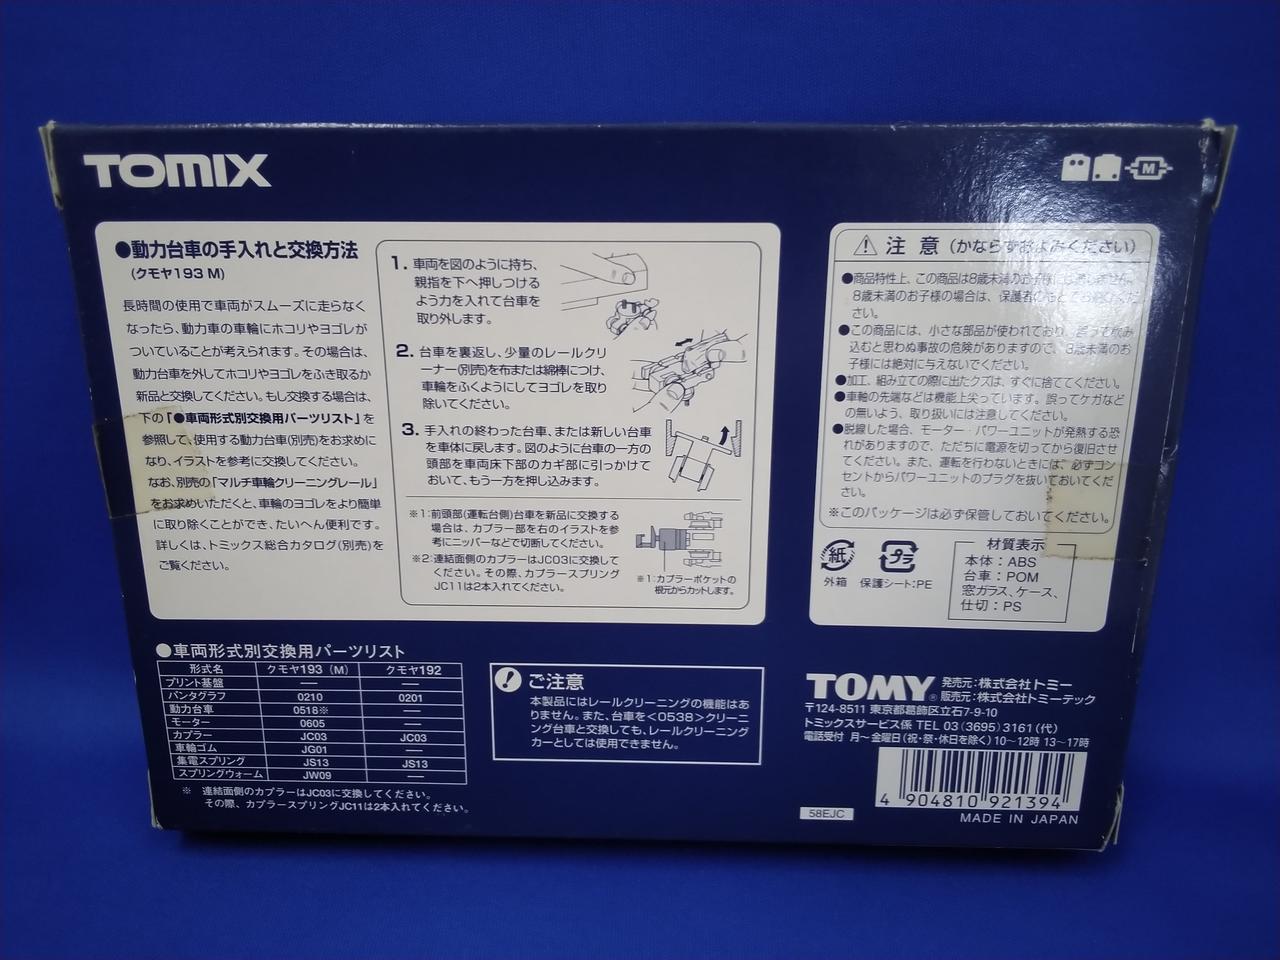 TOMIX
M
●動力台車の手入れと交換方法
(クモヤ193 M)
長時間の使用で車両がスムーズに走らなく
なったら、動力車の車輪にホコリやヨゴレが
ついていることが考えられます。その場合は、
動力台車を外してホコリやヨゴレをふき取るか
新品と交換してください。もし交換する場合は、
下の「●車両形式別交換用パーツリスト」を
参照して、使用する動力台車(別売)をお求めに
なり、イラストを参考に交換してください。
なお、別売の「マルチ車輪クリーニングレール」
をお求めいただくと、車輪のヨゴレをより簡単
に取り除くことができ、たいへん便利です。
詳しくは、トミックス総合カタログ(別売)を
ご覧ください。
1. 車両を図のように持ち、
親指を下へ押しつける
よう力を入れて台車を
取り外します。
2. 台車を裏返し、少量のレールクリ
ーナー(別売)を布または綿棒につけ、
車輪をふくようにしてヨゴレを取り
除いてください。
3. 手入れの終わった台車、または新しい台車
を車体に戻します。図のように台車の一方の
頭部を車両床下部のカギ部に引っかけて
おいて、もう一方を押し込みます。
※1:前頭部(運転台側)台車を新品に交換する
場合は、カプラー部を右のイラストを参
考にニッパーなどで切断してください。
※2:連結面側のカプラーはJC03に交換して
ください。その際、カプラースプリング
JC11は2本入れてください。
※1:カプラーポケットの
根元からカットします。
⚠ 注 意 (かならずおよみください)
●商品特性上、この商品は8歳未満のお子様には
8歳未満のお子様の場合は、保護者の
さい。
●この商品には、小さな部品が使われており、誤って飲み
込むと思わぬ事故の危険がありますので、3歳未満のお
子様には絶対に与えないでください。
●加工、組み立ての際に出たクズは、すぐに捨ててください。
●車輪の先端などは機能上尖っています。誤ってケガなど
の無いよう、取り扱いには注意してください。
●脱線した場合、モーター・パワーユニットが発熱する恐
れがありますので、ただちに電源を切ってから復旧させ
てください。また、運転を行わないときには、必ずコン
セントからパワーユニットのプラグを抜いておいてくだ
さい。
※このパッケージは必ず保管しておいてください。
紙
外箱
プラ
保護シート:PE
材質表示
本体:ABS
台車:POM
窓ガラス、ケース、
仕切:PS
●車両形式別交換用パーツリスト
形式名 クモヤ193 (M) クモヤ192
プリント基盤 — —
パンタグラフ 0210 0201
動力台車 0518※ —
モーター 0605 —
カプラー JC03 JC03
車輪ゴム JG01 —
集電スプリング JS13 JS13
スプリングウォーム JW09 —
※ 連結面側のカプラーはJC03に交換してください。
その際、カプラースプリングJC11は2本入れてください。
! ご注意
本製品にはレールクリーニングの機能はあ
りません。また、台車を<0538>クリーニ
ング台車と交換しても、レールクリーニング
カーとしては使用できません。
TOMY® 発売元:株式会社トミー
販売元:株式会社トミーテック
〒124-8511 東京都葛飾区立石7-9-10
トミックスサービス係 TEL 03(3695)3161(代)
電話受付 月〜金曜日(祝・祭・休日を除く)10〜12時 13〜17時
4 904810 921394
58EJC
MADE IN JAPAN